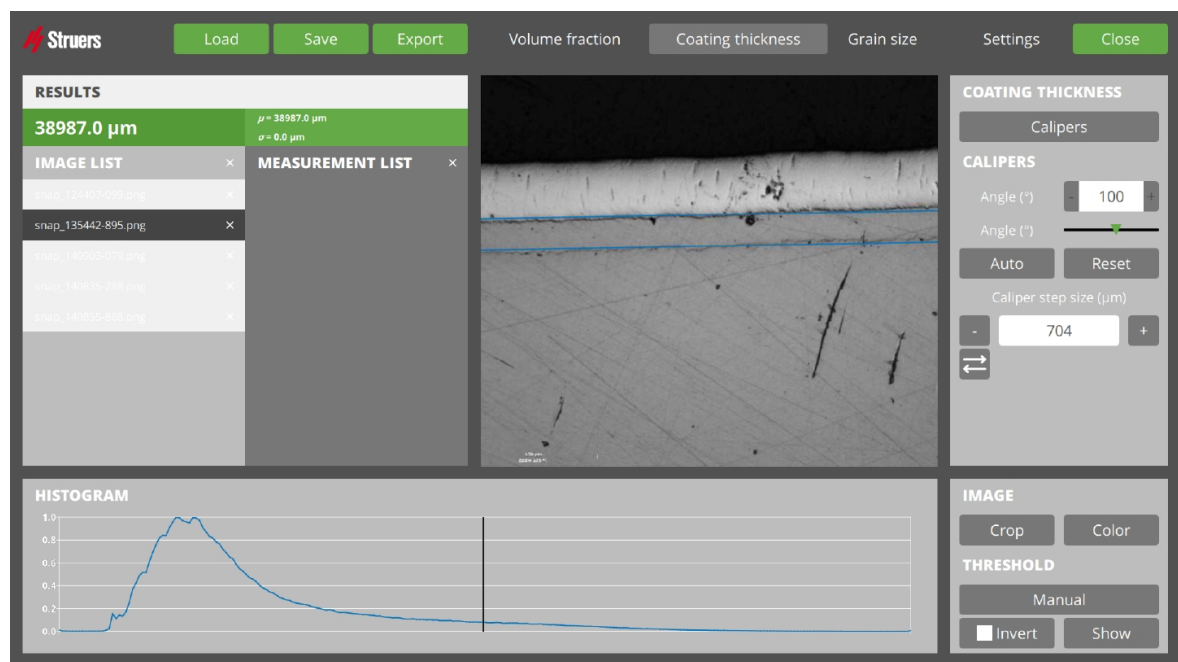 Struers
Load
Save
Export
Volume fraction
Coating thickness
Grain size
Settings
Close
RESULTS
38987.0 µm
µ = 38987.0 µm
σ = 0.0 µm
IMAGE LIST ×
MEASUREMENT LIST ×
×
snap_135442-895.png ×
×
×
×
COATING THICKNESS
Calipers
CALIPERS
Angle (°) - 100 +
Angle (°)
Auto
Reset
Caliper step size (µm)
- 704 +
HISTOGRAM
1.0
0.8
0.6
0.4
0.2
0.0
IMAGE
Crop
Color
THRESHOLD
Manual
Invert
Show